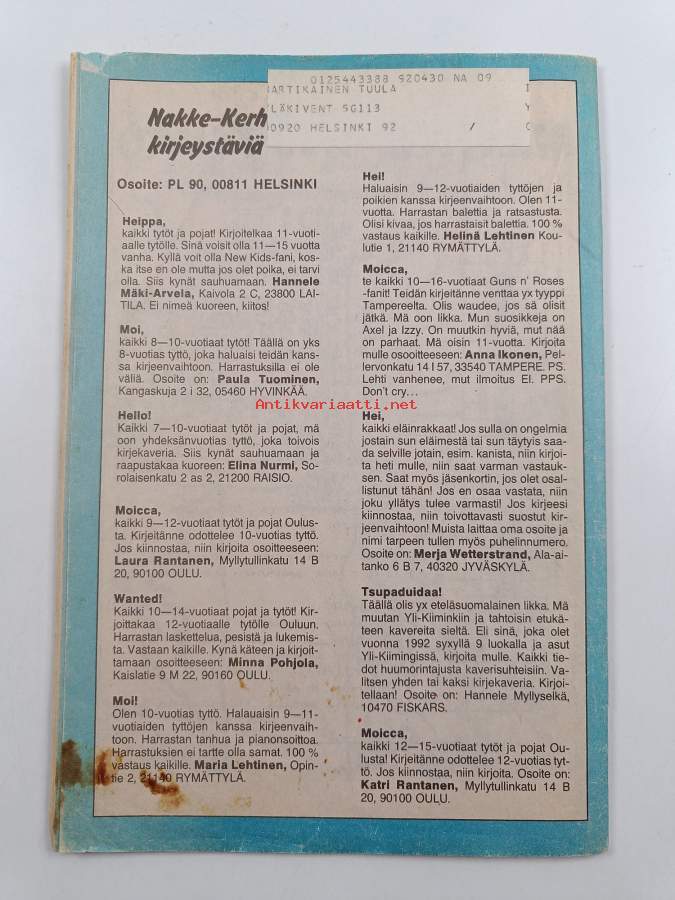 0125443388 920430 NA 09
ARTIKAINEN TUULA
LÄKIVENT 5G113
00920 HELSINKI 92 /
Nakke-Kerh
kirjeystäviä
Osoite: PL 90, 00811 HELSINKI
Heippa,
kaikki tytöt ja pojat! Kirjoitelkaa 11-vuoti-
aalle tytölle. Sinä voisit olla 11—15 vuotta
vanha. Kyllä voit olla New Kids-fani, kos-
ka itse en ole mutta jos olet poika, ei tarvi
olla. Siis kynät sauhuamaan. Hannele
Mäki-Arvela, Kaivola 2 C, 23800 LAI-
TILA. Ei nimeä kuoreen, kiitos!
Moi,
kaikki 8—10-vuotiaat tytöt! Täällä on yks
8-vuotias tyttö, joka haluaisi teidän kans-
sa kirjeenvaihtoon. Harrastuksilla ei ole
väliä. Osoite on: Paula Tuominen,
Kangaskuja 2 i 32, 05460 HYVINKÄÄ.
Hello!
Kaikki 7—10-vuotiaat tytöt ja pojat, mä
oon yhdeksänvuotias tyttö, joka toivois
kirjekaveria. Siis kynät sauhuamaan ja
raapustakaa kuoreen: Elina Nurmi, So-
rolaisenkatu 2 as 2, 21200 RAISIO.
Moicca,
kaikki 9—12-vuotiaat tytöt ja pojat Oulus-
ta. Kirjeitänne odottelee 10-vuotias tyttö.
Jos kiinnostaa, niin kirjoita osoitteeseen:
Laura Rantanen, Myllytullinkatu 14 B
20, 90100 OULU.
Wanted!
Kaikki 10—14-vuotiaat pojat ja tytöt! Kir-
joittakaa 12-vuotiaalle tytölle Ouluun.
Harrastan laskettelua, pesistä ja lukemis-
ta. Vastaan kaikille. Kynä käteen ja kirjoit-
tamaan osoitteeseen: Minna Pohjola,
Kaislatie 9 M 22, 90160 OULU.
Moi!
Olen 10-vuotias tyttö. Halauaisin 9—11-
vuotiaiden tyttöjen kanssa kirjeenvaih-
toon. Harrastan tanhua ja pianonsoittoa.
Harrastuksien ei tartte olla samat. 100 %
vastaus kaikille. Maria Lehtinen, Opin-
tie 2, 21140 RYMÄTTYLÄ.
Hei!
Haluaisin 9—12-vuotiaiden tyttöjen ja
poikien kanssa kirjeenvaihtoon. Olen 11-
vuotta. Harrastan balettia ja ratsastusta.
Olisi kivaa, jos harrastaisit balettia. 100 %
vastaus kaikille. Helinä Lehtinen Kou-
lutie 1, 21140 RYMÄTTYLÄ.
Moicca,
te kaikki 10—16-vuotiaat Guns n' Roses
-fanit! Teidän kirjeitänne venttaa yx tyyppi
Tampereelta. Olis waudee, jos sä olisit
jätkä. Mä oon likka. Mun suosikkeja on
Axel ja Izzy. On muutkin hyviä, mut nää
on parhaat. Mä oisin 11-vuotta. Kirjoita
mulle osooitteeseen: Anna Ikonen, Pel-
lervonkatu 14 I 57, 33540 TAMPERE. PS.
Lehti vanhenee, mut ilmoitus EI. PPS.
Don't cry...
Antikvariaatti.net
Hei,
kaikki eläinrakkaat! Jos sulla on ongelmia
jostain sun eläimestä tai sun täytyis saa-
da selville jotain, esim. kanista, niin kirjoi-
ta heti mulle, niin saat varman vastauk-
sen. Saat myös jäsenkortin, jos olet osal-
listunut tähän! Jos en osaa vastata, niin
joku yllätys tulee varmasti! Jos kirjeesi
kiinnostaa, niin toivottavasti suostut kir-
jeenvaihtoon! Muista laittaa oma osoite ja
nimi tarpeen tullen myös puhelinnumero.
Osoite on: Merja Wetterstrand, Ala-ai-
tanko 6 B 7, 40320 JYVÄSKYLÄ.
Tsupaduidaa!
Täällä olis yx eteläsuomalainen likka. Mä
muutan Yli-Kiiminkiin ja tahtoisin etukä-
teen kavereita sieltä. Eli sinä, joka olet
vuonna 1992 syxyllä 9 luokalla ja asut
Yli-Kiimingissä, kirjoita mulle. Kaikki tie-
dot huumorintajusta kaverisuhteisiin. Va-
litsen yhden tai kaksi kirjekaveria. Kirjoi-
tellaan! Osoite on: Hannele Myllyselkä,
10470 FISKARS.
Moicca,
kaikki 12—15-vuotiaat tytöt ja pojat Ou-
lusta! Kirjeitänne odottelee 12-vuotias tyt-
tö. Jos kiinnostaa, niin kirjoita. Osoite on:
Katri Rantanen, Myllytullinkatu 14 B
20, 90100 OULU.